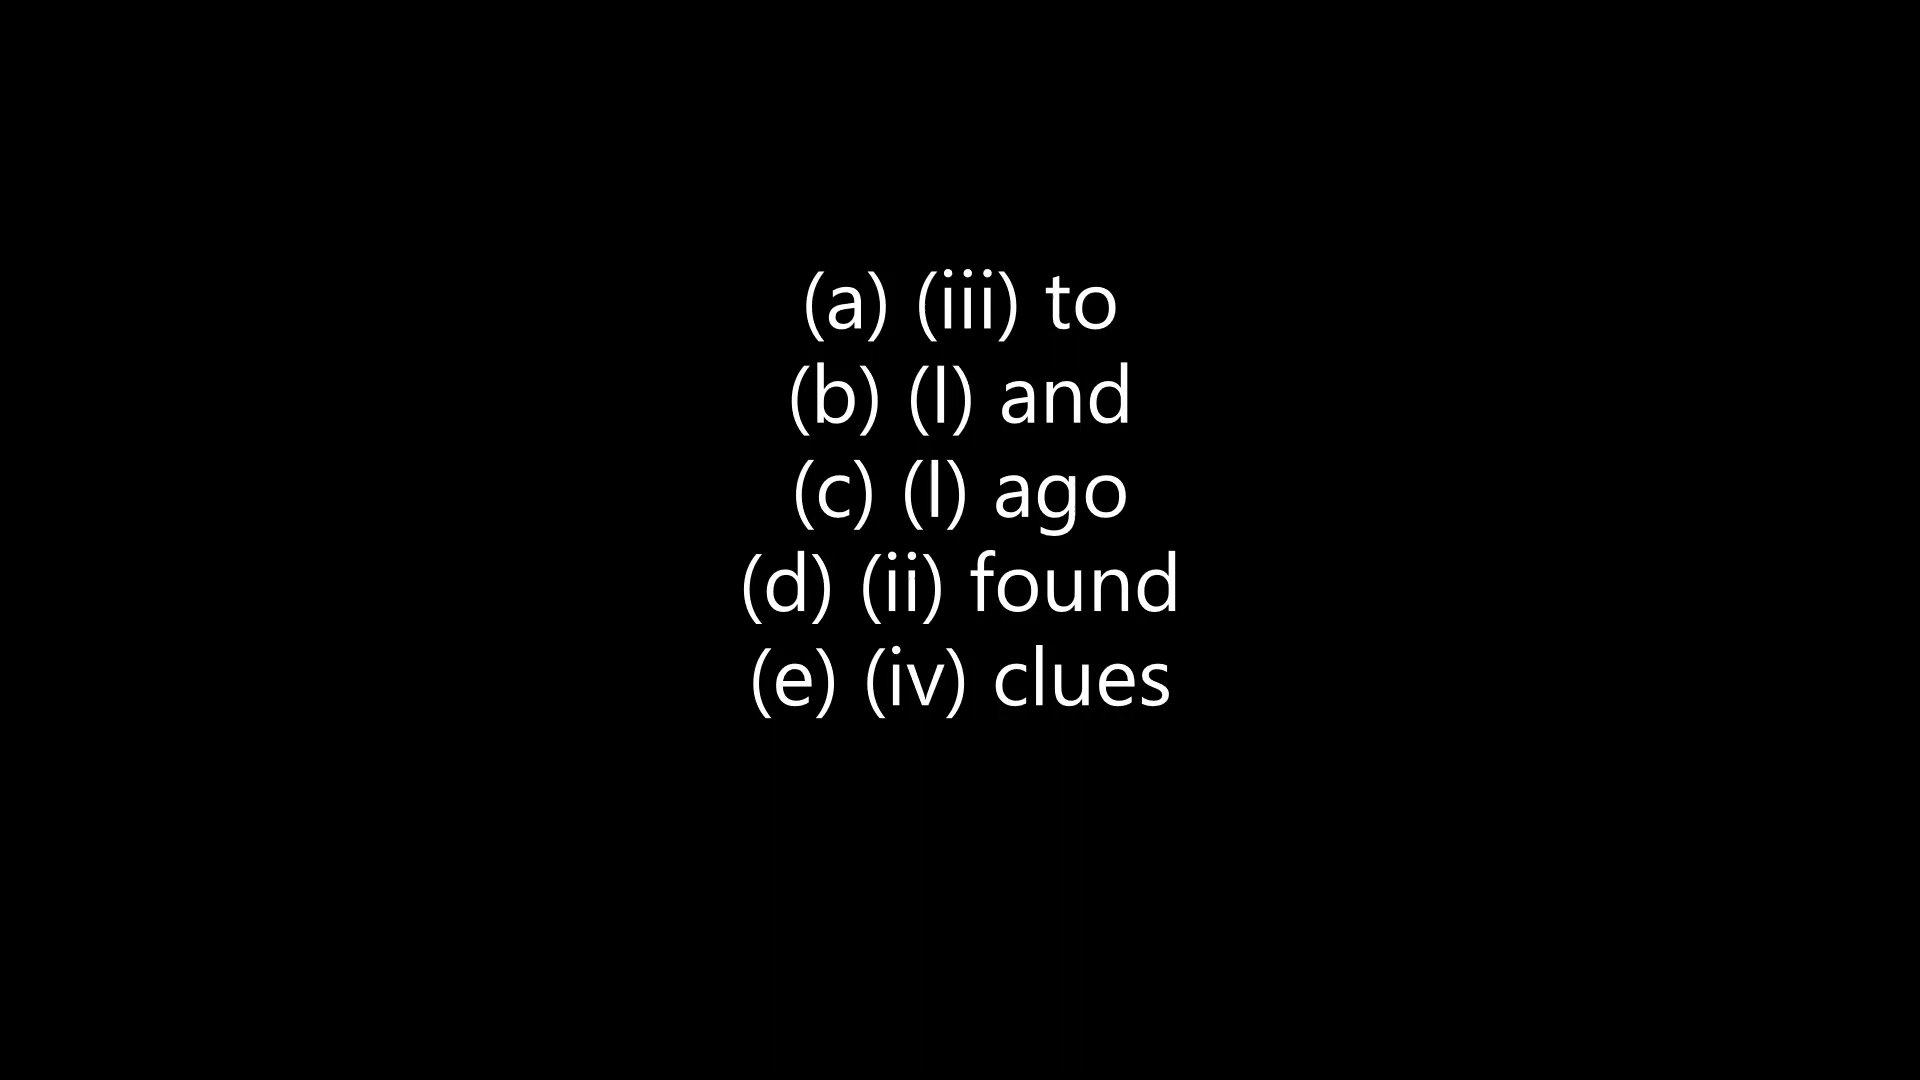 (a) (iii) to
(b) (I) and
(c) (I) ago
(d) (ii) found
(e) (iv) clues